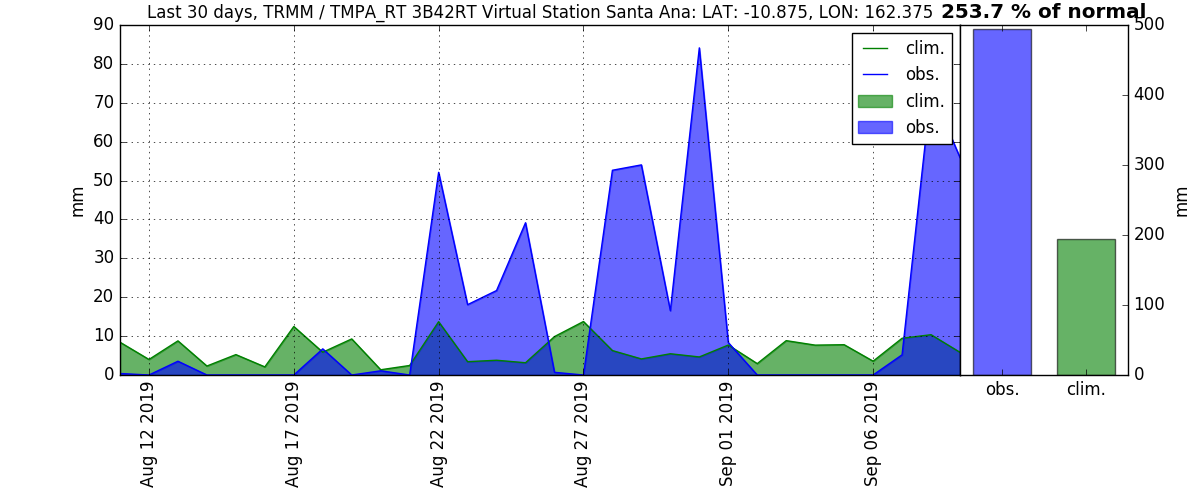 Last 30 days, TRMM / TMPA_RT 3B42RT Virtual Station Santa Ana: LAT: -10.875, LON: 162.375 253.7 % of normal
90
80
70
60
50
40
30
20
10
0
mm
clim.
obs.
clim.
obs.
500
400
300
200
100
0
mm
Aug 12 2019
Aug 17 2019
Aug 22 2019
Aug 27 2019
Sep 01 2019
Sep 06 2019
obs.
clim.